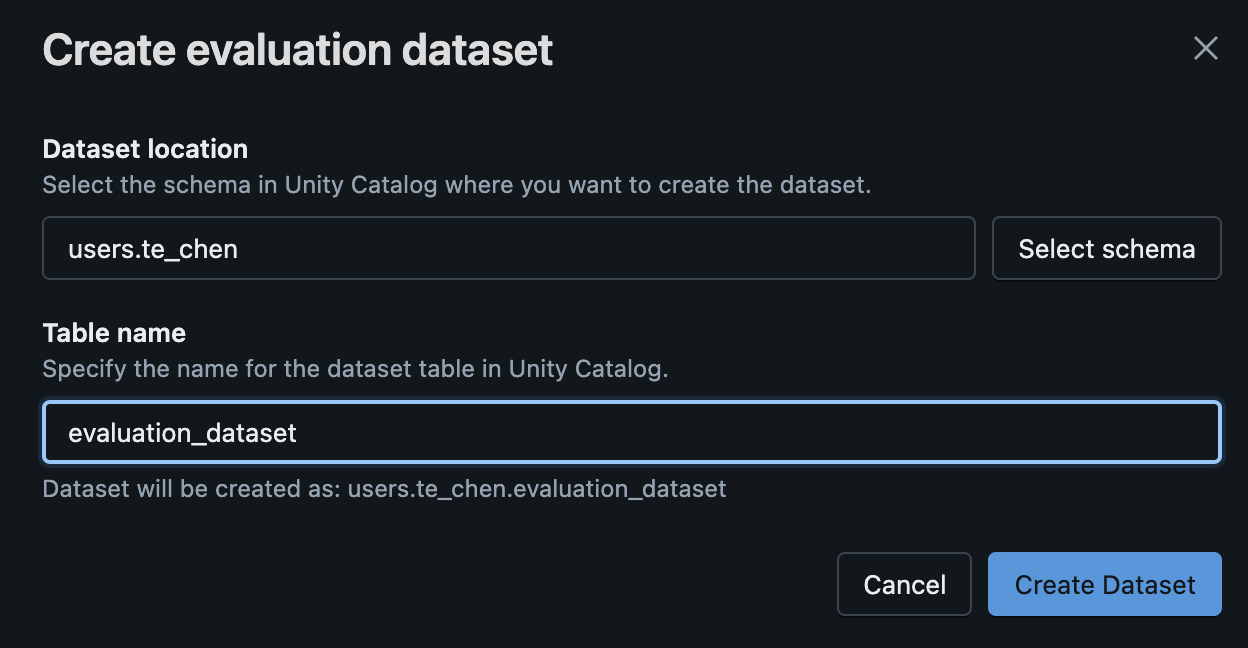 Create evaluation dataset
Dataset location
Select the schema in Unity Catalog where you want to create the dataset.
users.te_chen
Select schema
Table name
Specify the name for the dataset table in Unity Catalog.
evaluation_dataset
Dataset will be created as: users.te_chen.evaluation_dataset
Cancel
Create Dataset